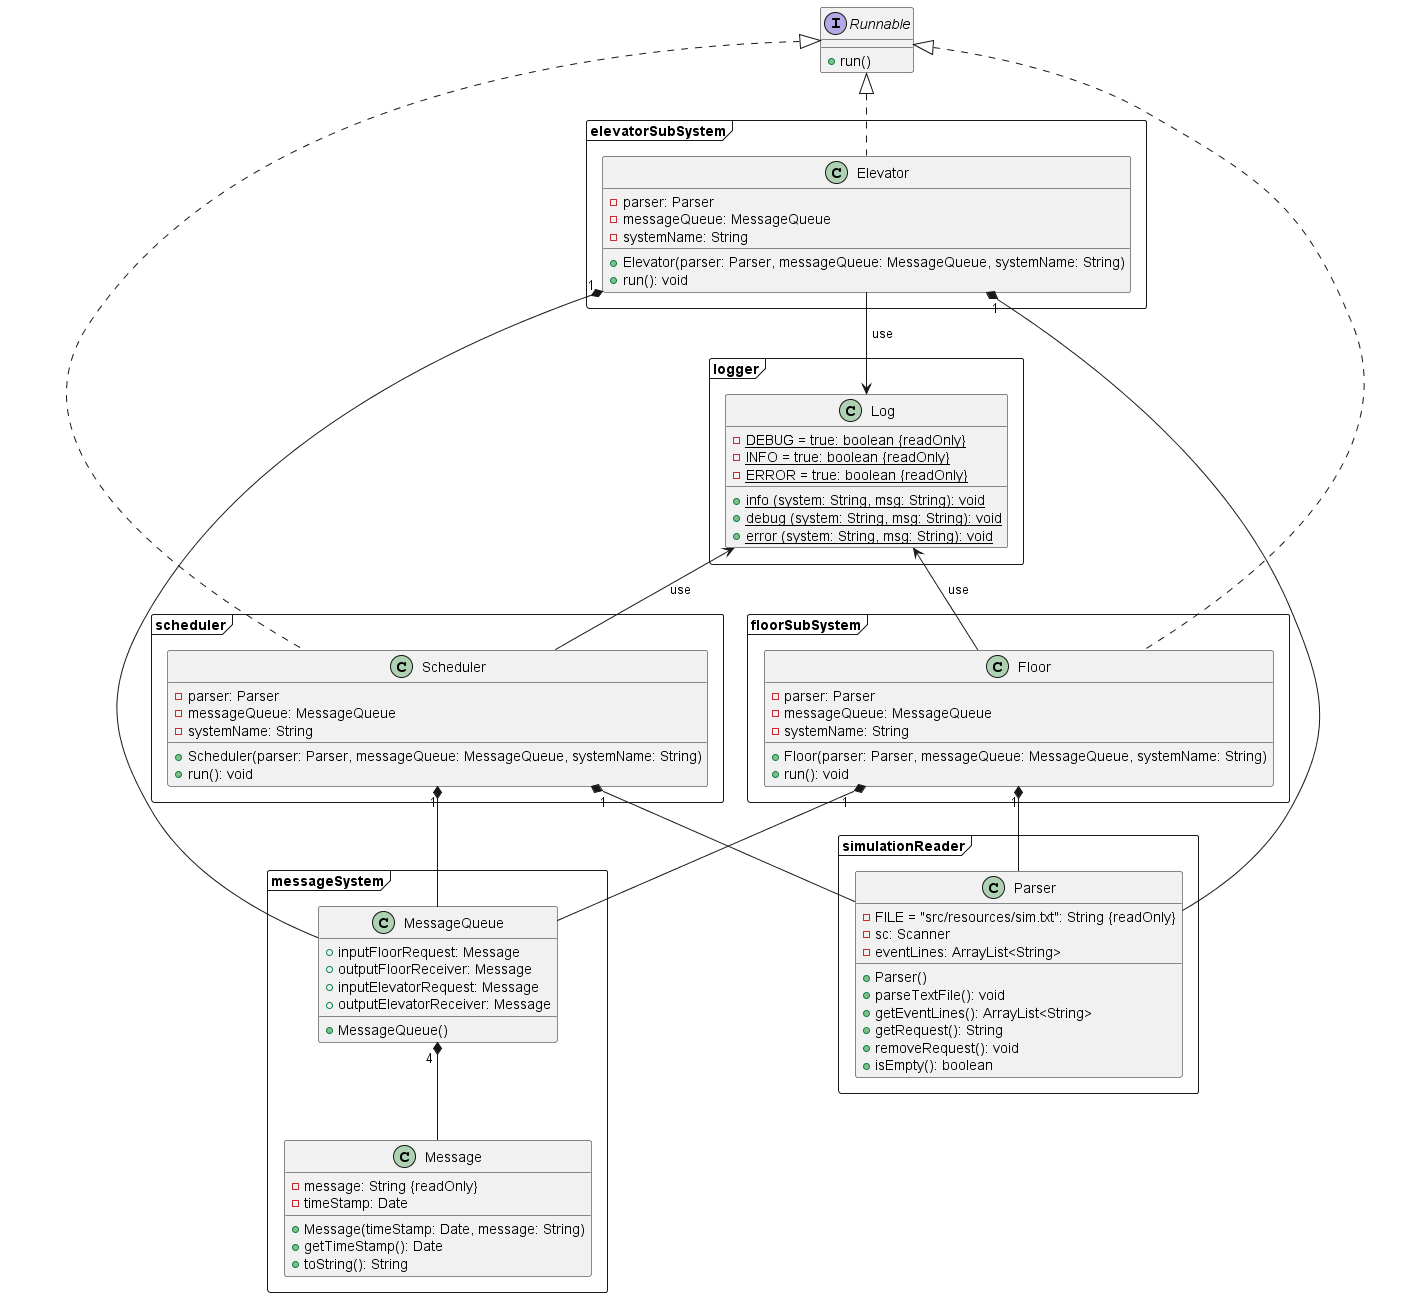 I Runnable
run()
elevatorSubSystem
C Elevator
parser: Parser
messageQueue: MessageQueue
systemName: String
Elevator(parser: Parser, messageQueue: MessageQueue, systemName: String)
run(): void
1
1
use
logger
C Log
DEBUG = true: boolean {readOnly}
INFO = true: boolean {readOnly}
ERROR = true: boolean {readOnly}
info (system: String, msg: String): void
debug (system: String, msg: String): void
error (system: String, msg: String): void
use
use
scheduler
C Scheduler
parser: Parser
messageQueue: MessageQueue
systemName: String
Scheduler(parser: Parser, messageQueue: MessageQueue, systemName: String)
run(): void
1
1
floorSubSystem
C Floor
parser: Parser
messageQueue: MessageQueue
systemName: String
Floor(parser: Parser, messageQueue: MessageQueue, systemName: String)
run(): void
1
1
simulationReader
C Parser
FILE = "src/resources/sim.txt": String {readOnly}
sc: Scanner
eventLines: ArrayList<String>
Parser()
parseTextFile(): void
getEventLines(): ArrayList<String>
getRequest(): String
removeRequest(): void
isEmpty(): boolean
messageSystem
C MessageQueue
inputFloorRequest: Message
outputFloorReceiver: Message
inputElevatorRequest: Message
outputElevatorReceiver: Message
MessageQueue()
4
C Message
message: String {readOnly}
timeStamp: Date
Message(timeStamp: Date, message: String)
getTimeStamp(): Date
toString(): String